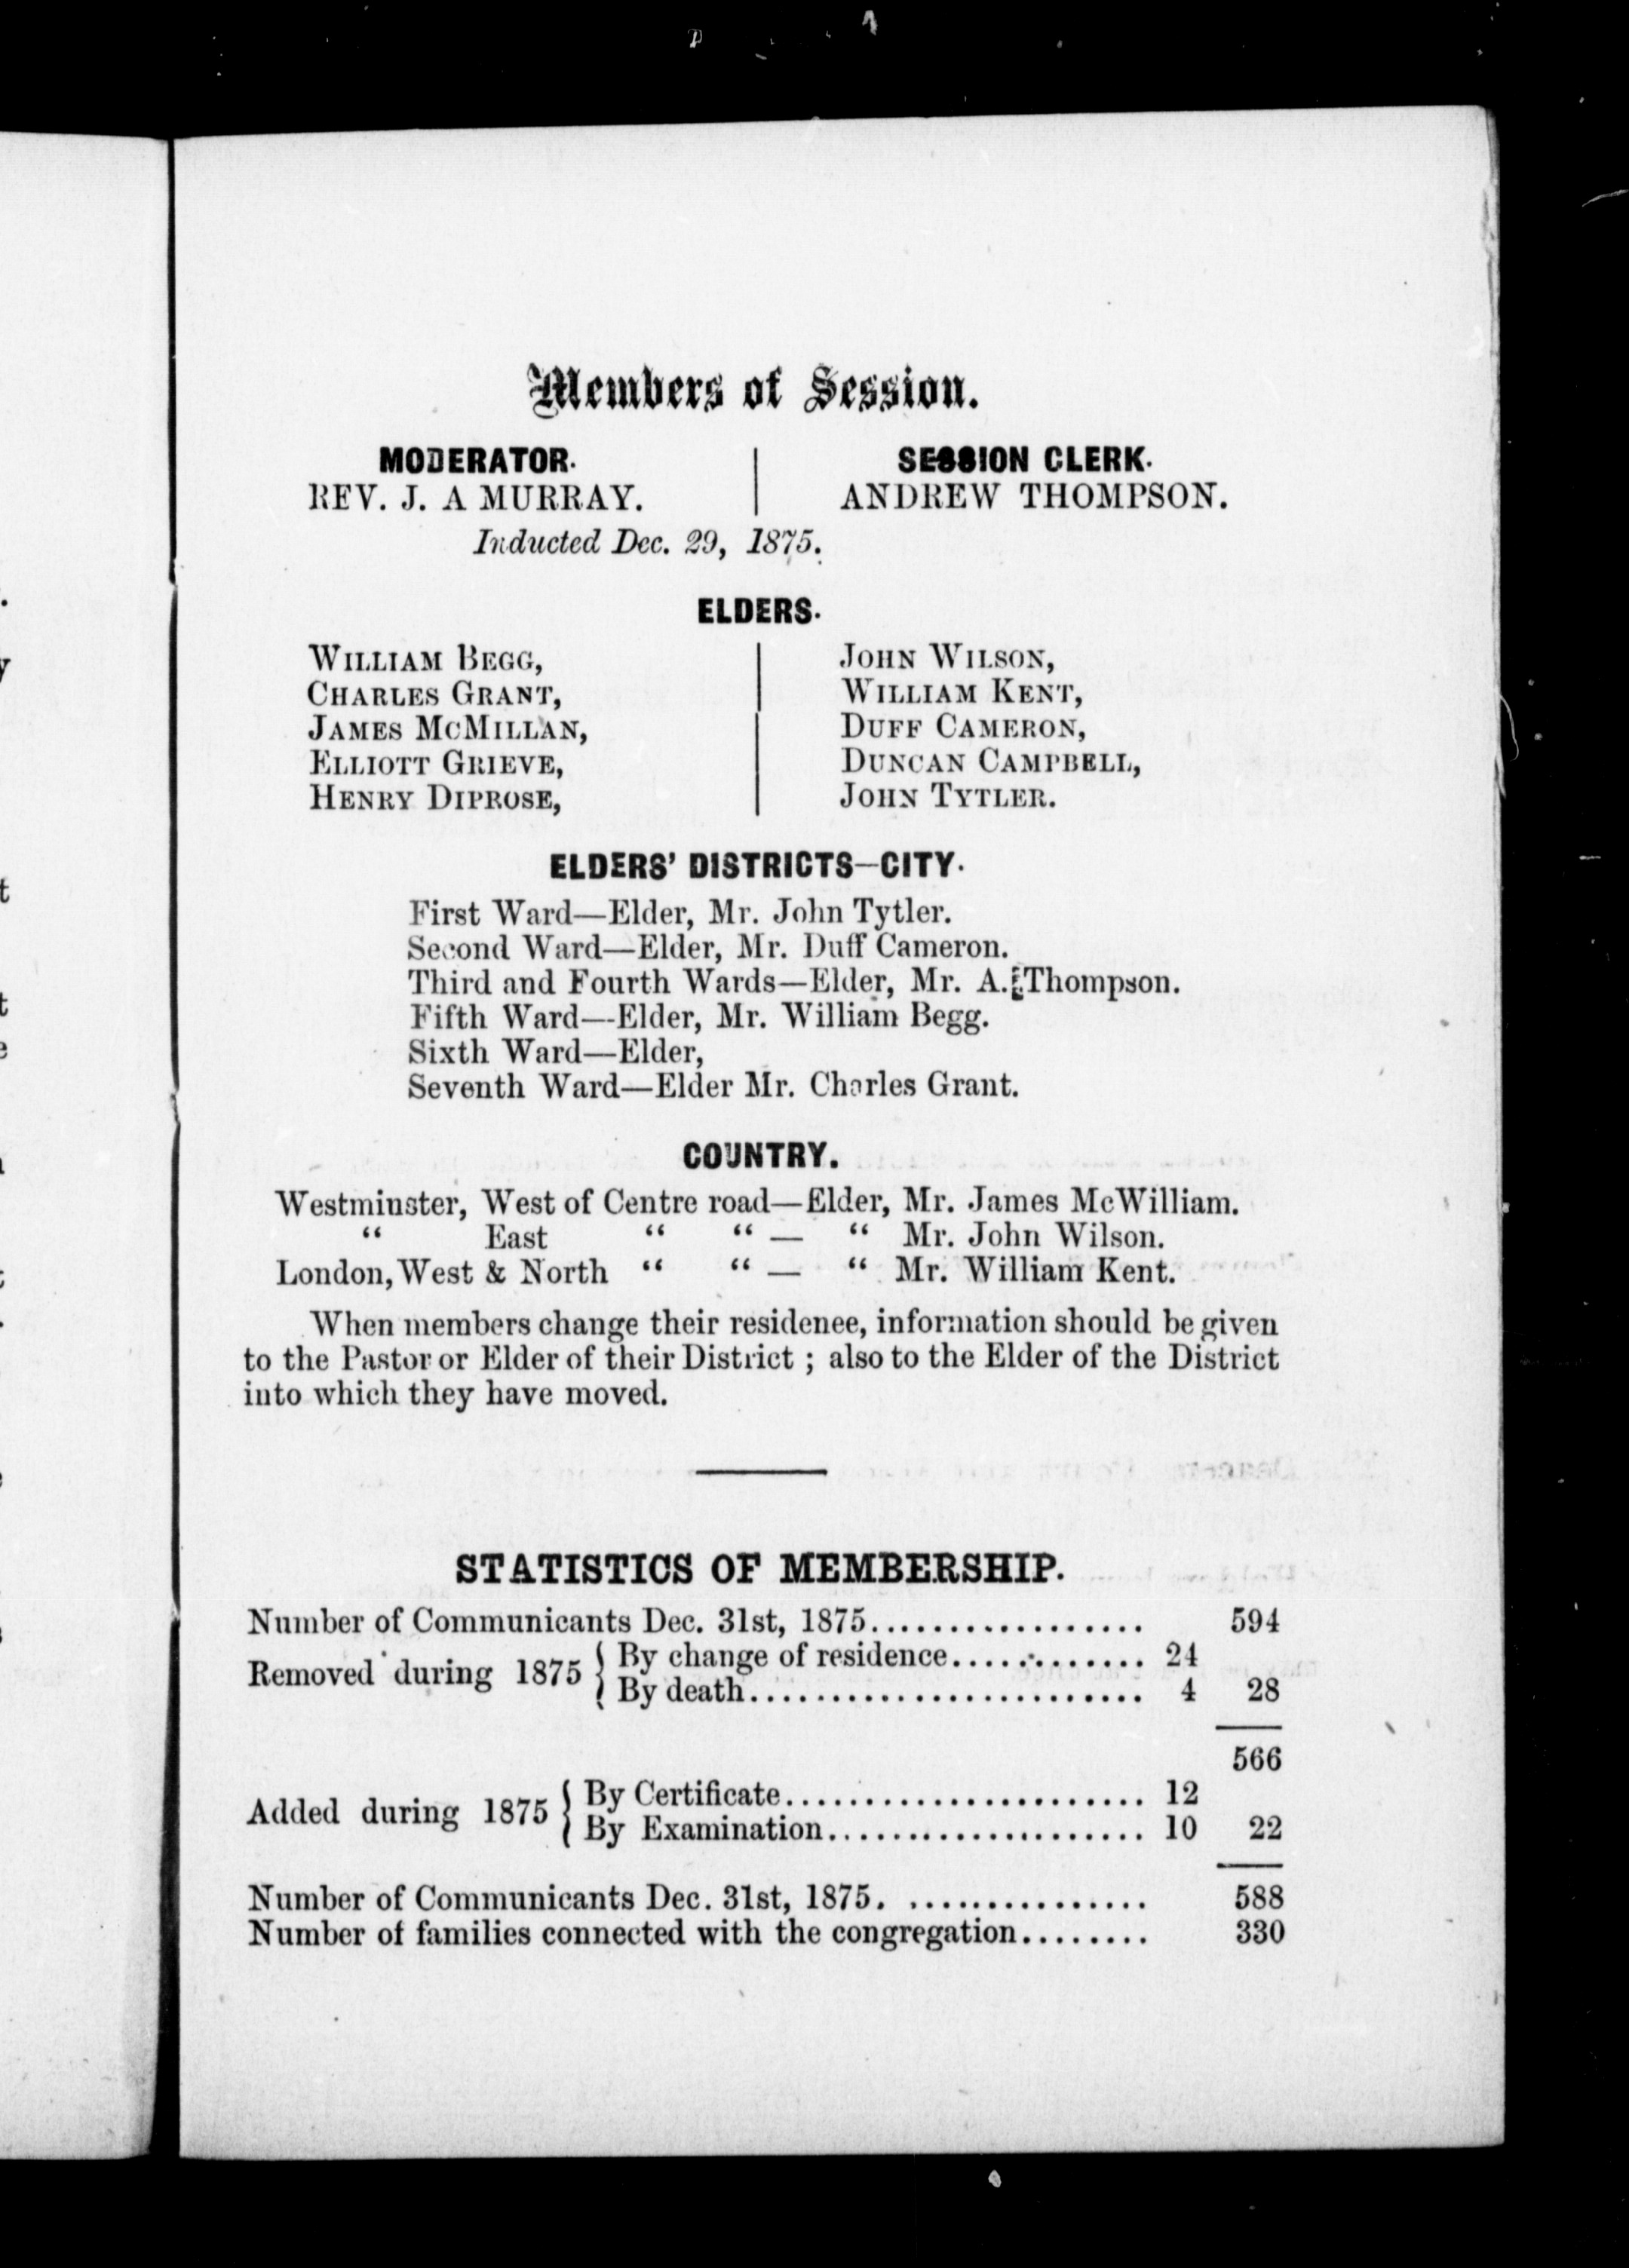 Members of Session.
MODERATOR. SESSION CLERK.
REV. J. A MURRAY. ANDREW THOMPSON.
Inducted Dec. 29, 1875.
ELDERS.
WILLIAM BEGG, JOHN WILSON,
CHARLES GRANT, WILLIAM KENT,
JAMES MCMILLAN, DUFF CAMERON,
ELLIOTT GRIEVE, DUNCAN CAMPBELL,
HENRY DIPROSE, JOHN TYTLER.
ELDERS' DISTRICTS—CITY.
First Ward—Elder, Mr. John Tytler.
Second Ward—Elder, Mr. Duff Cameron.
Third and Fourth Wards—Elder, Mr. A. Thompson.
Fifth Ward—Elder, Mr. William Begg.
Sixth Ward—Elder,
Seventh Ward—Elder Mr. Charles Grant.
COUNTRY.
Westminster, West of Centre road—Elder, Mr. James McWilliam.
“ East “ “ — “ Mr. John Wilson.
London, West & North “ “ — “ Mr. William Kent.
When members change their residenee, information should be given
to the Pastor or Elder of their District ; also to the Elder of the District
into which they have moved.
STATISTICS OF MEMBERSHIP.
Number of Communicants Dec. 31st, 1875.................. 594
Removed during 1875 { By change of residence............. 24
By death......................... 4 28
566
Added during 1875 { By Certificate....................... 12
By Examination.................... 10 22
Number of Communicants Dec. 31st, 1875. ............... 588
Number of families connected with the congregation........ 330